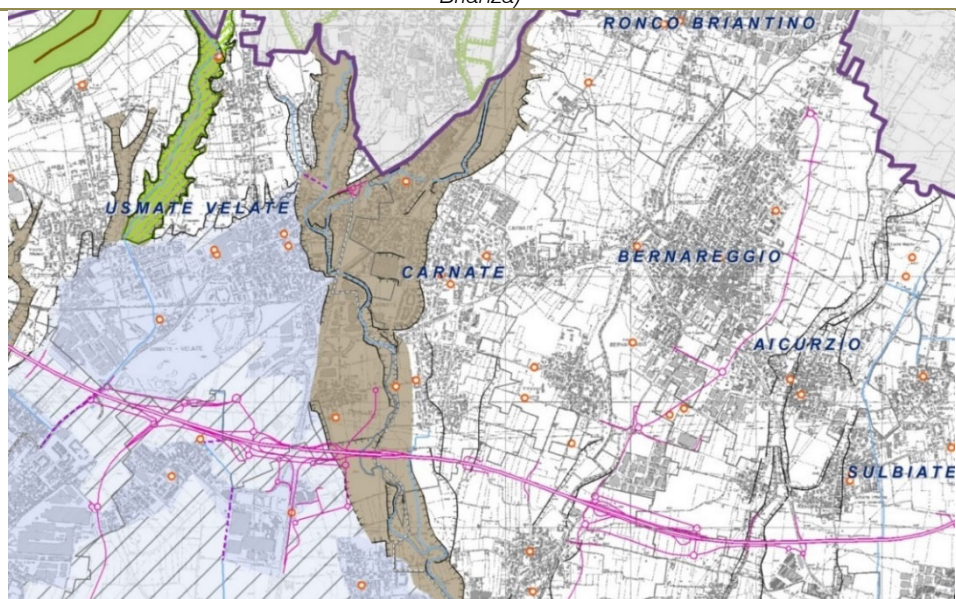 Brianza)
RONCO BRIANTINO
USMATE VELATE
CARNATE
BERNAREGGIO
AICURZIO
SULBIATE